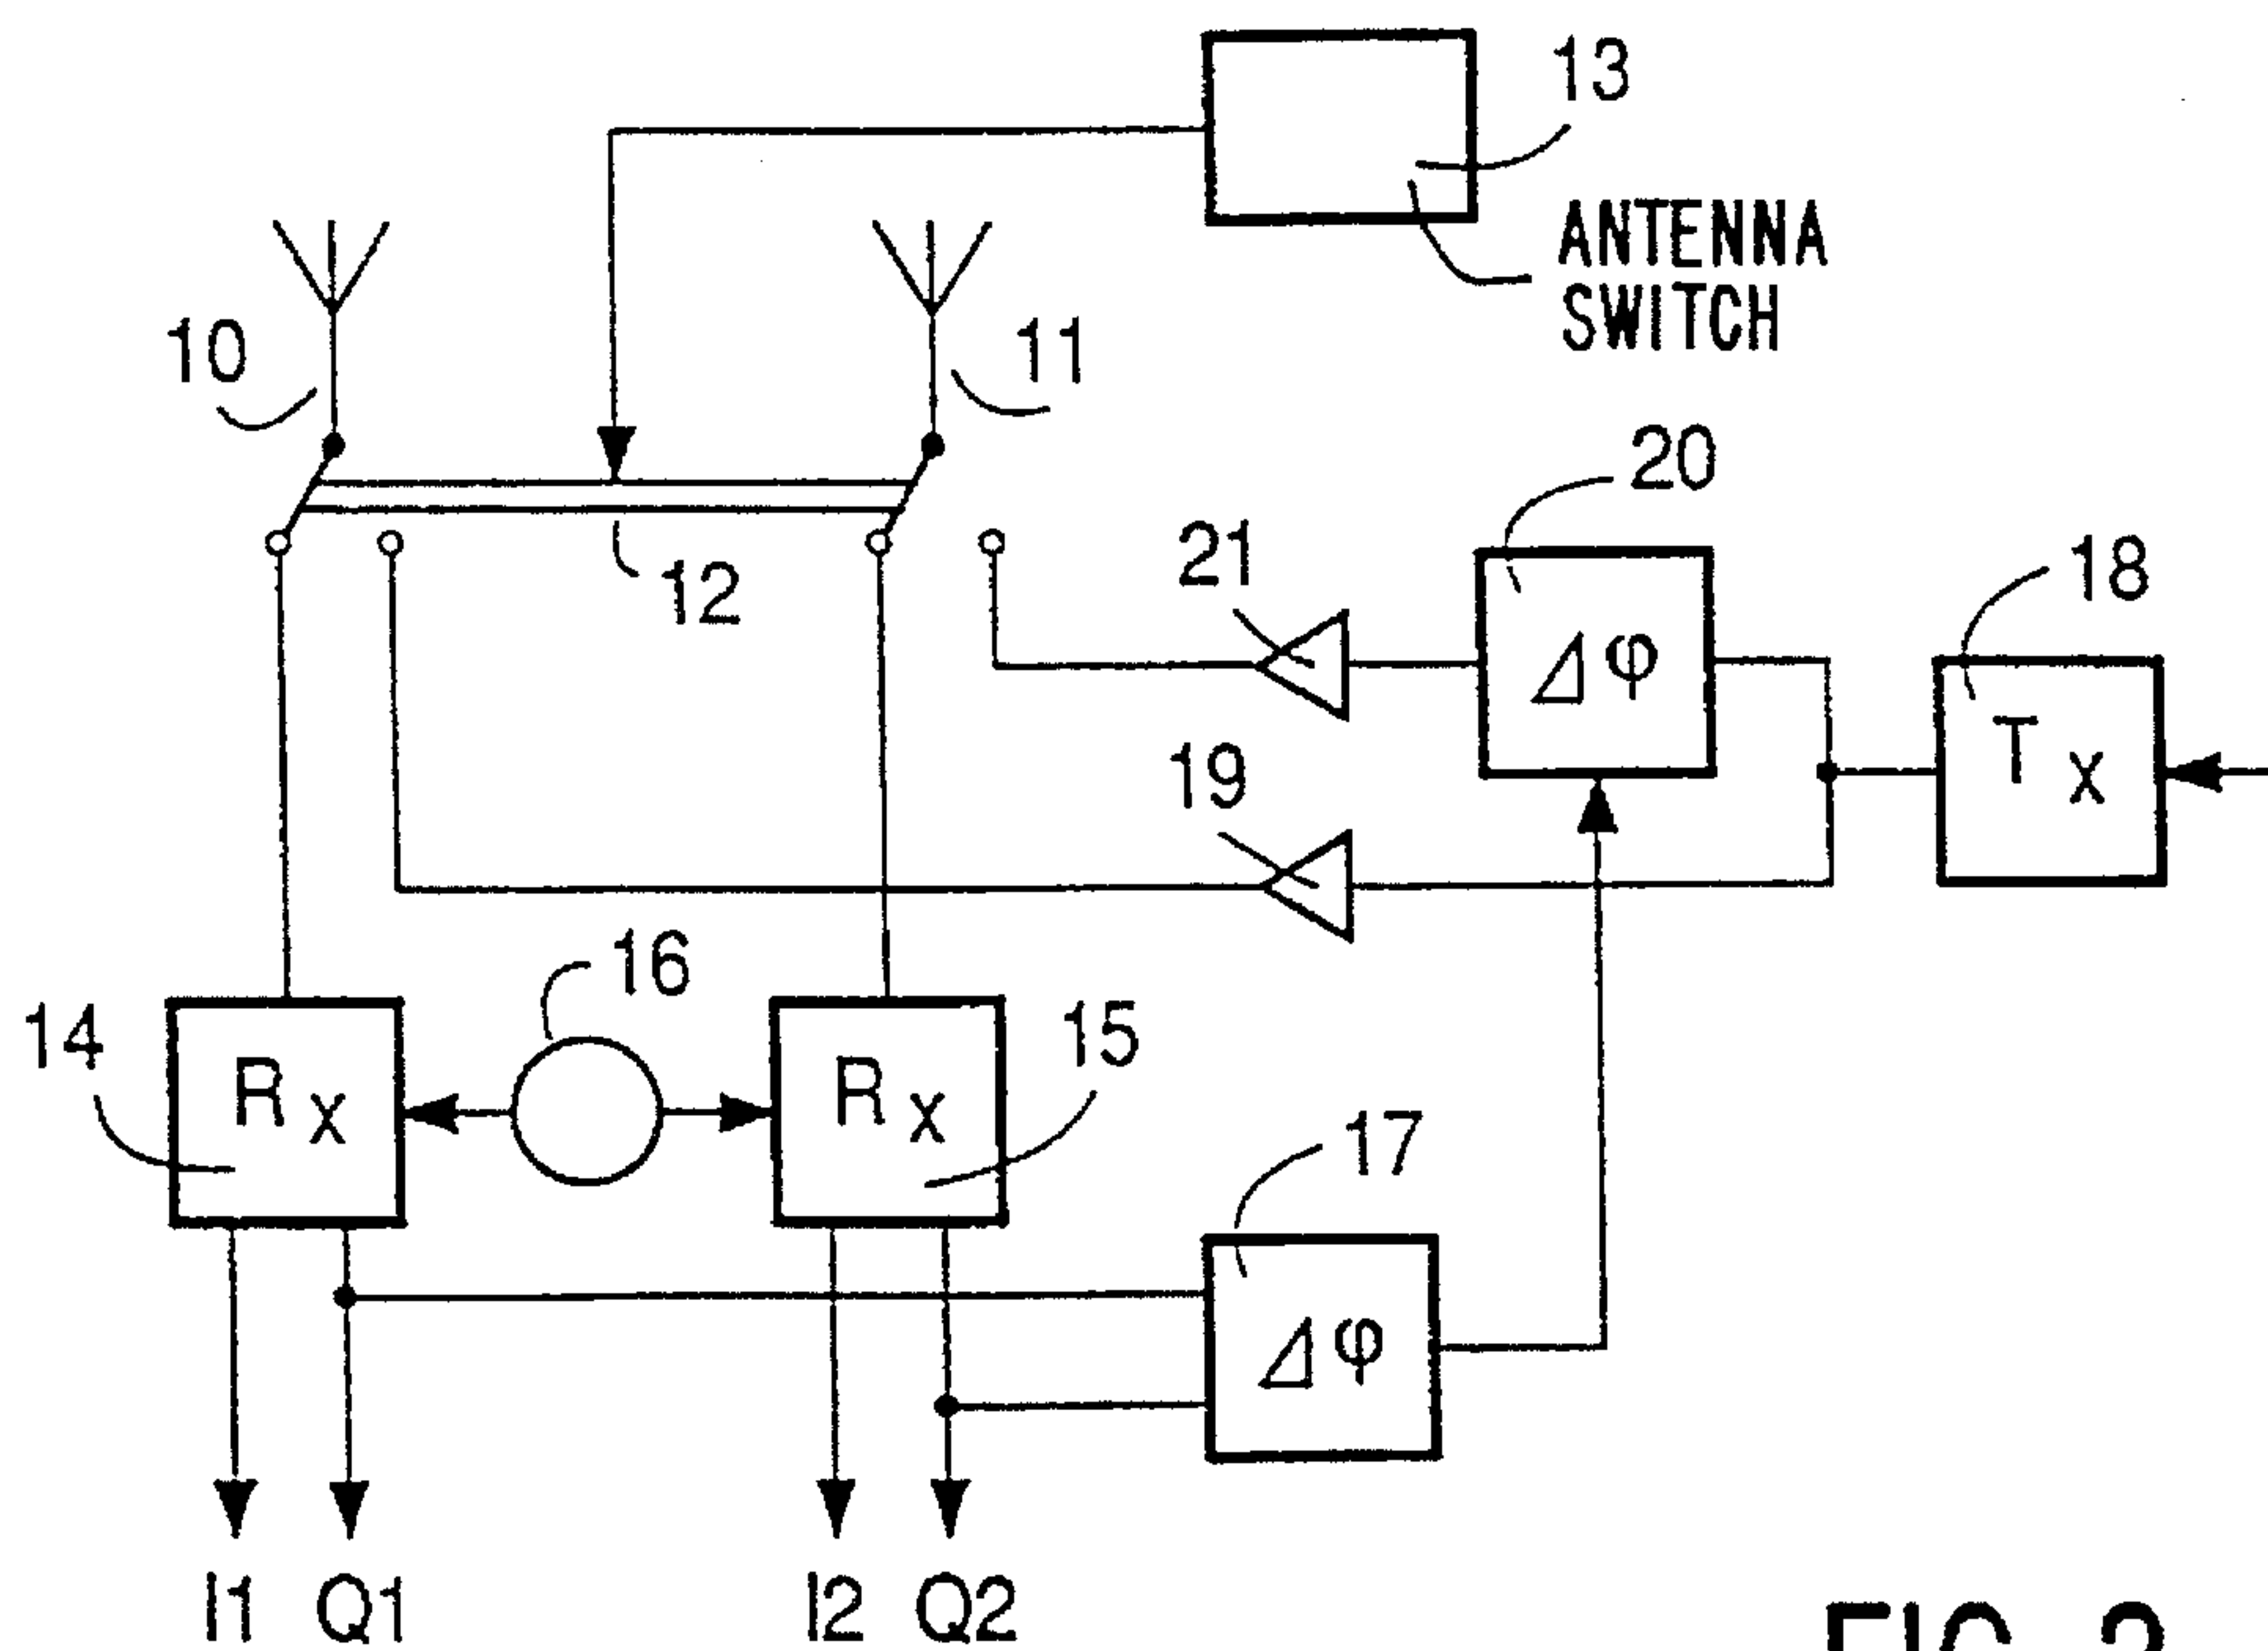 13
ANTENNA
SWITCH
10
11
20
12
21
Δφ
18
Tx
19
16
14
Rx
15
Rx
17
Δφ
I1 Q1 I2 Q2